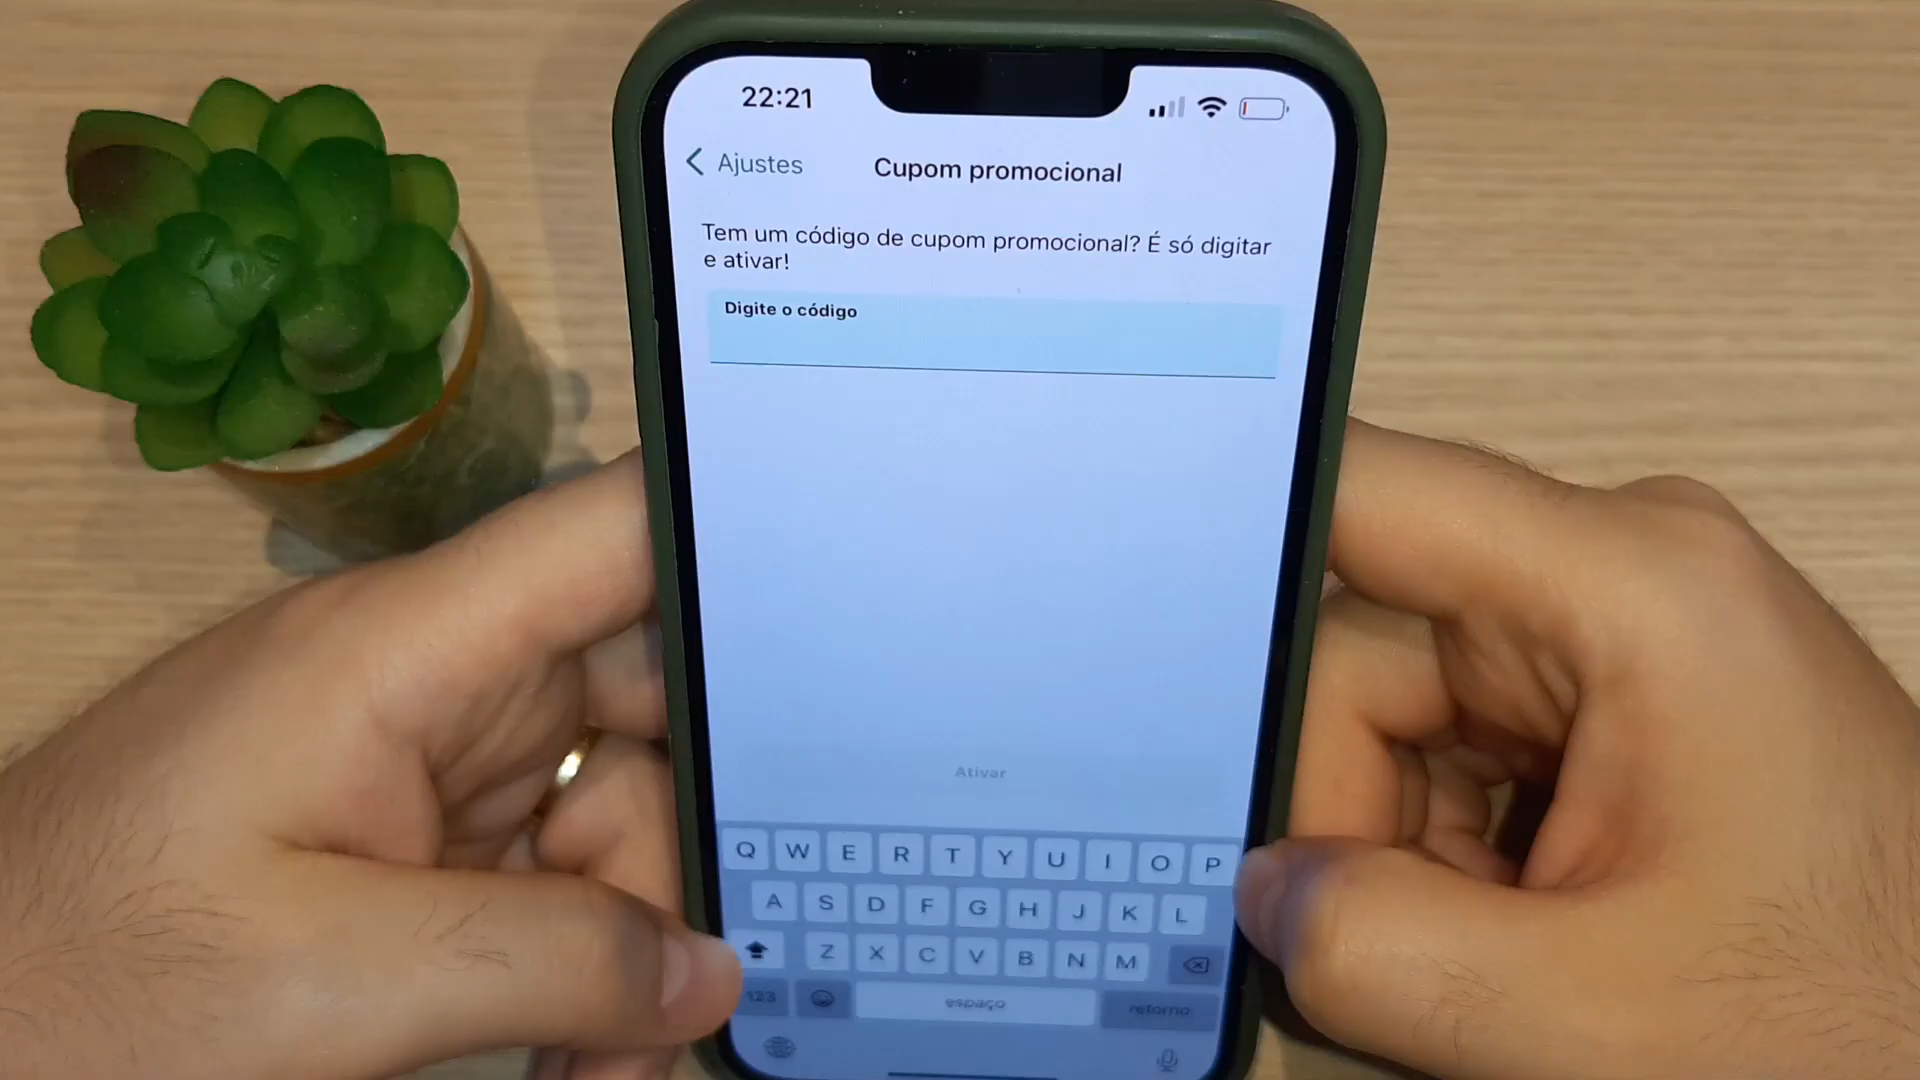 22:21
Ajustes
Cupom promocional
Tem um código de cupom promocional? É só digitar
e ativar!
Digite o código
Ativar
Q W E R T Y U I O P
A S D F G H J K L
Z X C V B N M
123
espaço
retorno